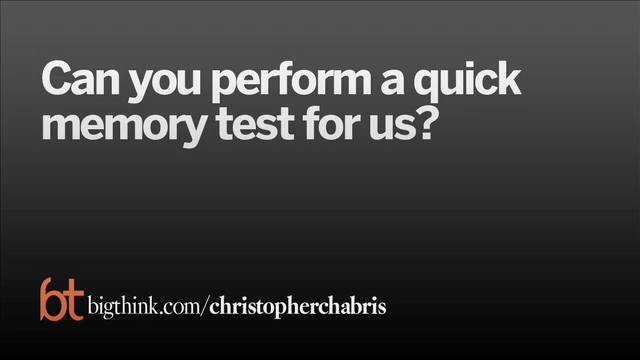 Can you perform a quick
memory test for us?
bt bigthink.com/christopherchabris